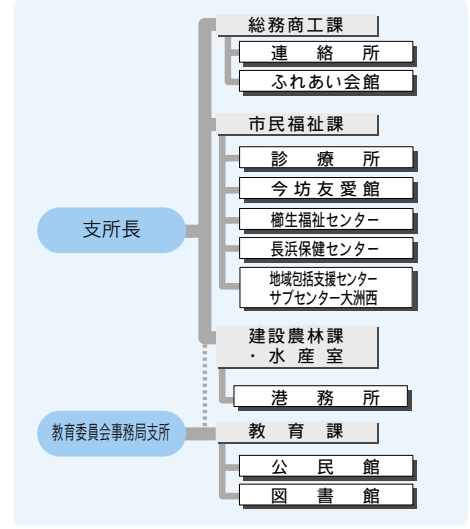 総務商工課
連絡所
ふれあい会館
市民福祉課
診療所
今坊友愛館
櫛生福祉センター
長浜保健センター
地域包括支援センター
サブセンター大洲西
支所長
建設農林課
・水産室
港務所
教育委員会事務局支所
教育課
公民館
図書館